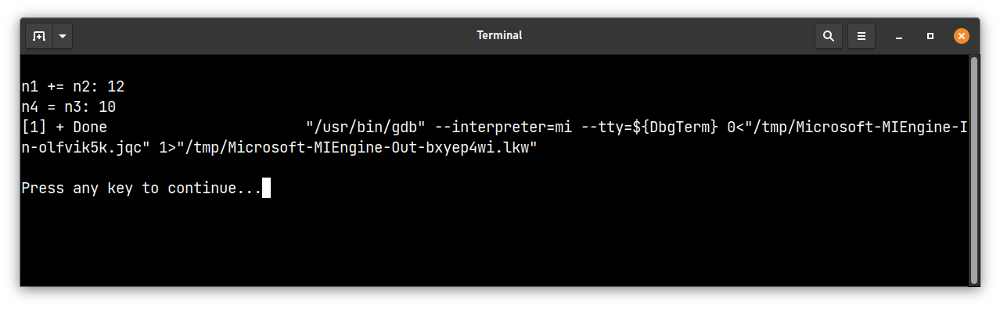 Terminal
n1 += n2: 12
n4 = n3: 10
[1] + Done                       "/usr/bin/gdb" --interpreter=mi --tty=${DbgTerm} 0<"/tmp/Microsoft-MIEngine-I
n-olfvik5k.jqc" 1>"/tmp/Microsoft-MIEngine-Out-bxyep4wi.lkw"
Press any key to continue...